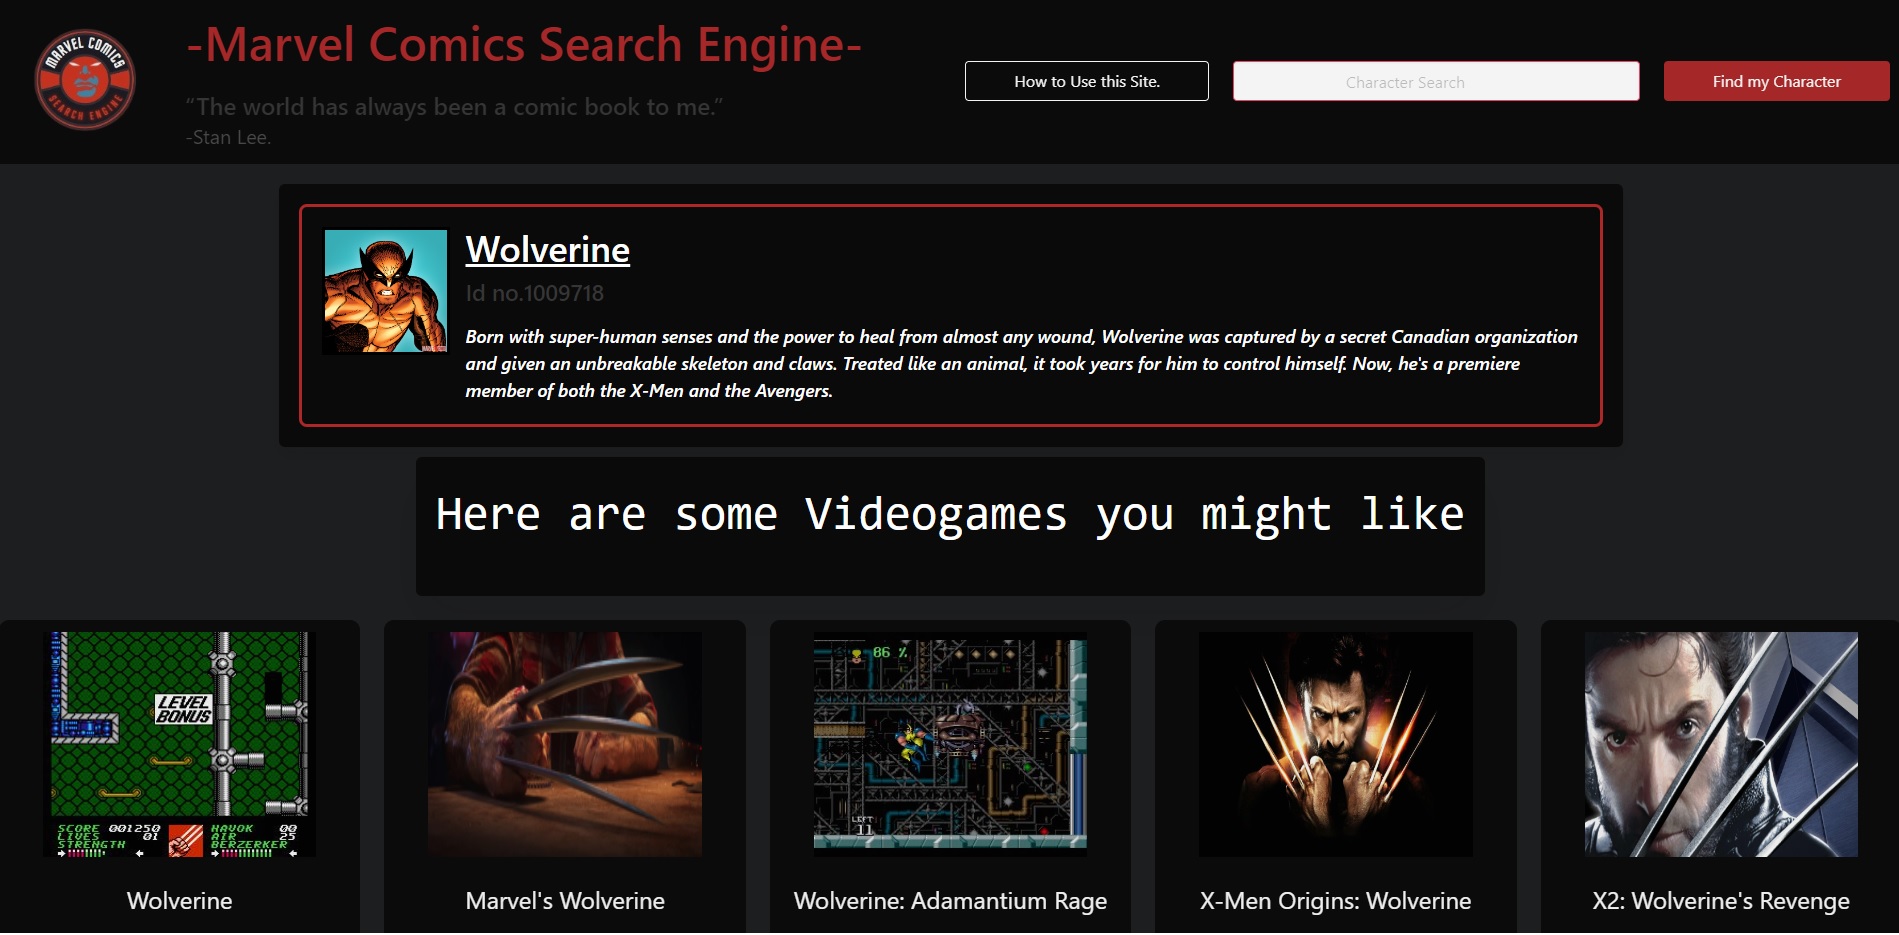 MARVEL COMICS
SEARCH ENGINE
-Marvel Comics Search Engine-
“The world has always been a comic book to me.”
-Stan Lee.
How to Use this Site.
Character Search
Find my Character
Wolverine
Id no.1009718
Born with super-human senses and the power to heal from almost any wound, Wolverine was captured by a secret Canadian organization
and given an unbreakable skeleton and claws. Treated like an animal, it took years for him to control himself. Now, he's a premiere
member of both the X-Men and the Avengers.
Here are some Videogames you might like
LEVEL
BONUS
SCORE 001250
LIVES 01
STRENGTH
HAVOK 00
AIR 25
BERZERKER
86 %
LEFT
11
Wolverine
Marvel's Wolverine
Wolverine: Adamantium Rage
X-Men Origins: Wolverine
X2: Wolverine's Revenge